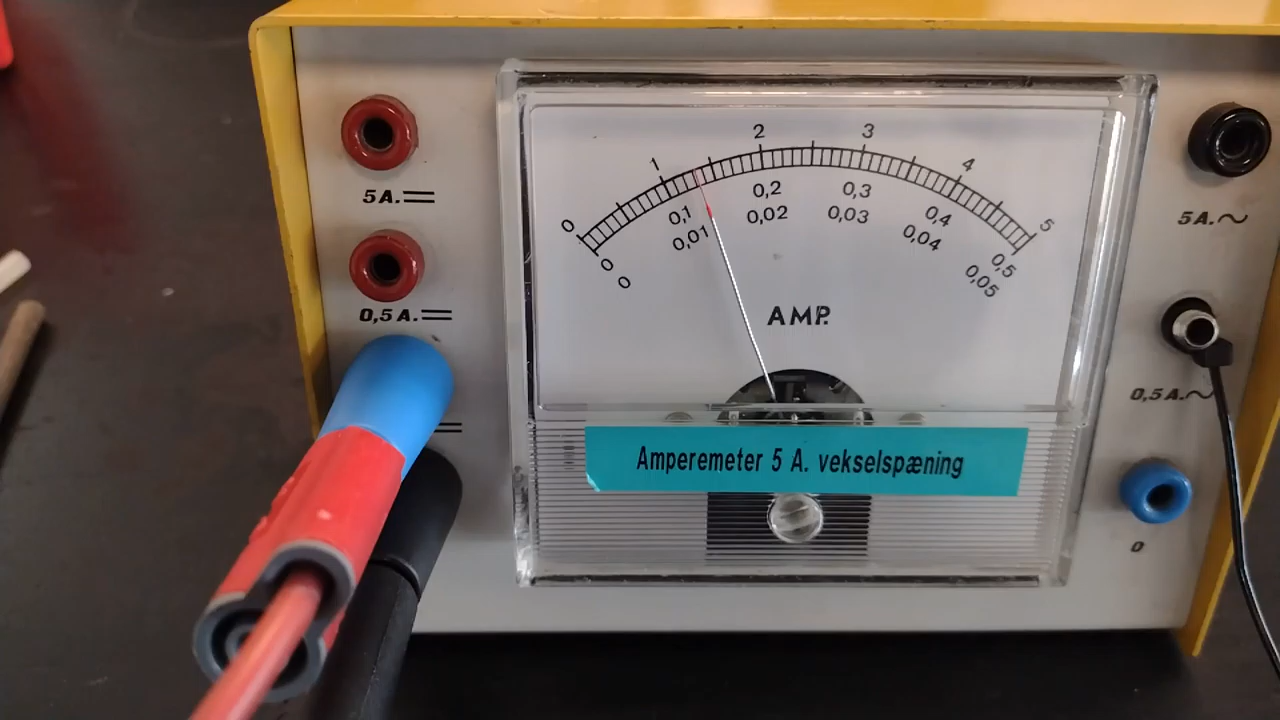 5A.
0,5A.
0 1 2 3 4 5
0 0,1 0,2 0,3 0,4 0,5
0 0,01 0,02 0,03 0,04 0,05
AMP.
Amperemeter 5 A. vekselspæning
5A.~
0,5A.~
0